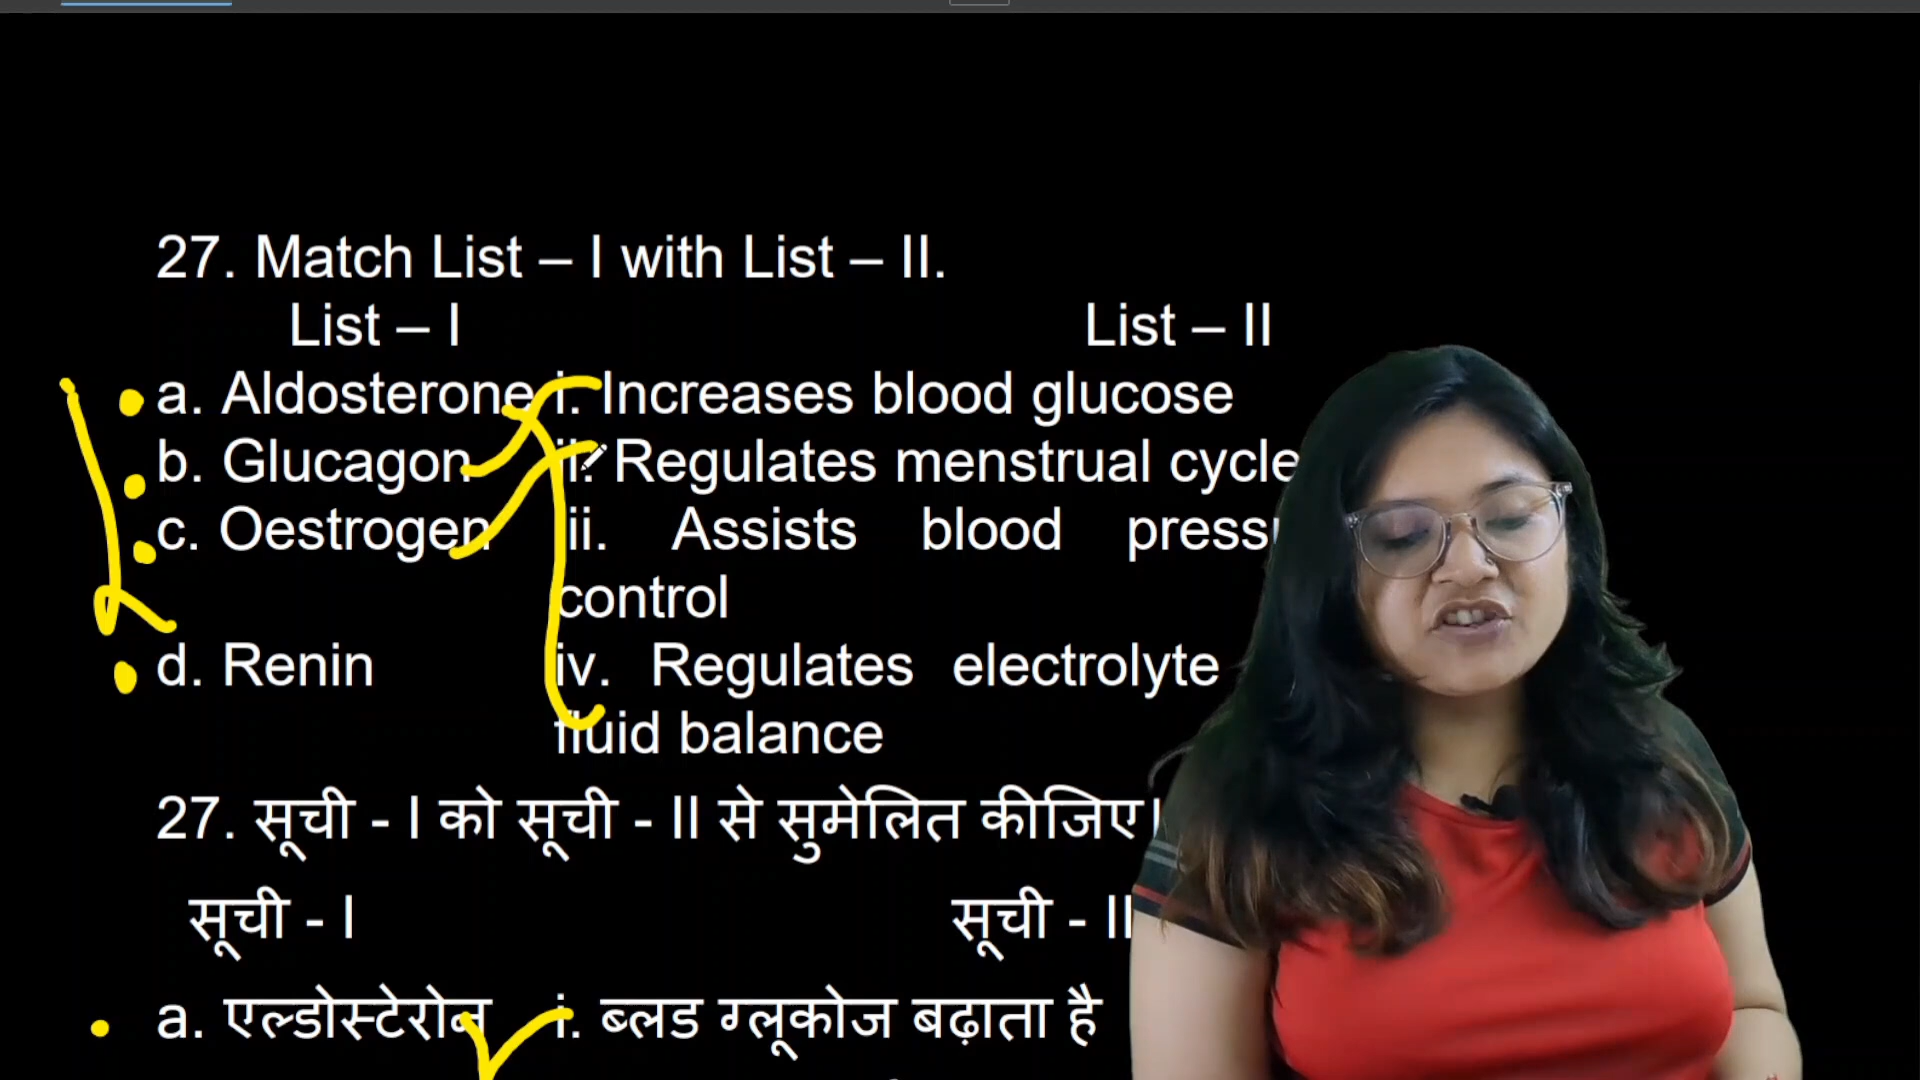 27. Match List – I with List – II.
List – I List – II
a. Aldosterone i. Increases blood glucose
b. Glucagon ii. Regulates menstrual cycle
c. Oestrogen iii. Assists blood
control
d. Renin iv. Regulates electrolyte
fluid balance
27. सूची - I को सूची - II से सुमेलित कीजिए।
सूची - I सूची - II
a. एल्डोस्टेरोन i. ब्लड ग्लूकोज बढ़ाता है